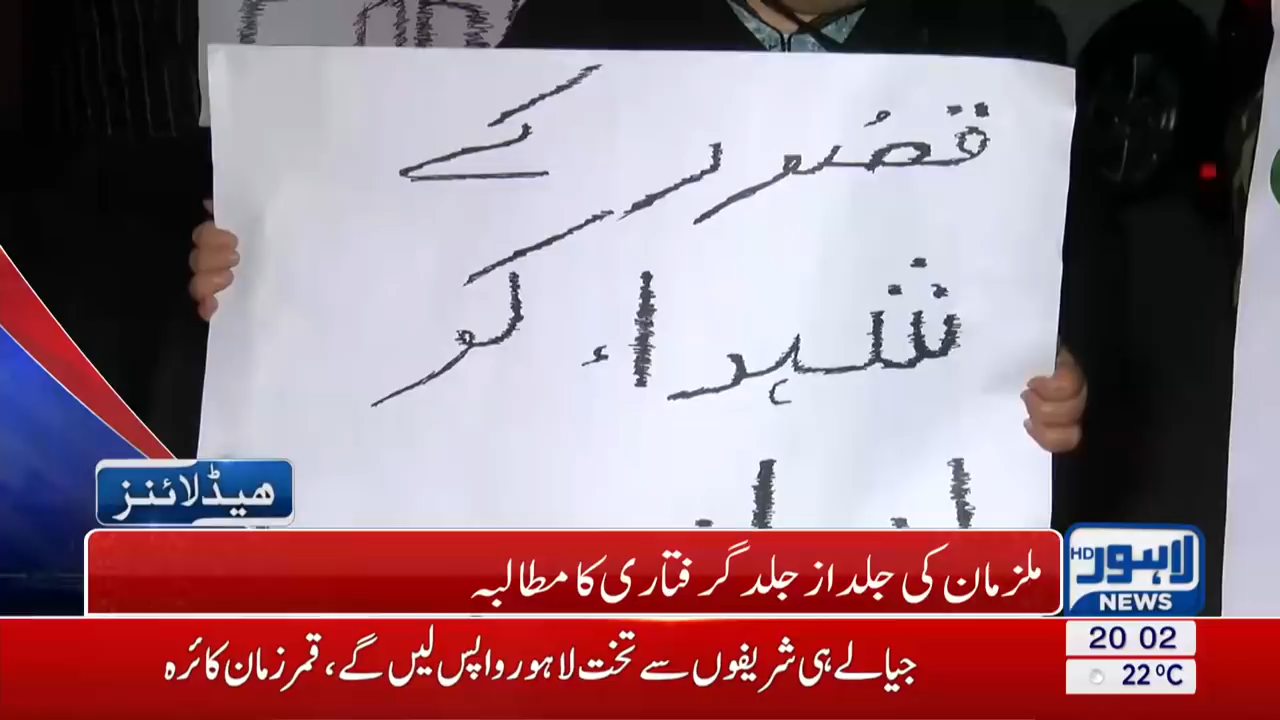 قصور کے
شہداء کو
ہیڈلائنز
ملزمان کی جلد از جلد گرفتاری کا مطالبہ
HD لاہور
NEWS
جیالے ہی شریفوں سے تخت لاہور واپس لیں گے، قمر زمان کائرہ
20 02
22°C